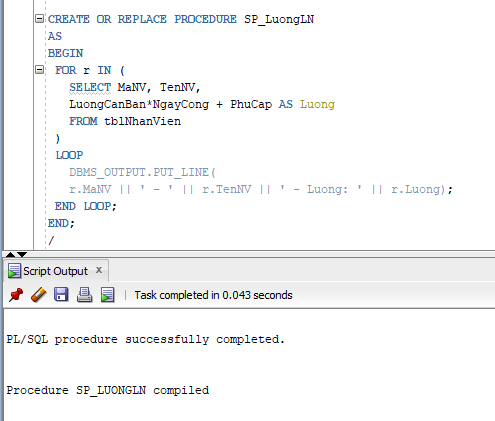 CREATE OR REPLACE PROCEDURE SP_LuongLN
AS
BEGIN
FOR r IN (
SELECT MaNV, TenNV,
LuongCanBan*NgayCong + PhuCap AS Luong
FROM tblNhanVien
)
LOOP
DBMS_OUTPUT.PUT_LINE(
r.MaNV || ' - ' || r.TenNV || ' - Luong: ' || r.Luong);
END LOOP;
END;
/
Script Output x
Task completed in 0.043 seconds
PL/SQL procedure successfully completed.
Procedure SP_LUONGLN compiled